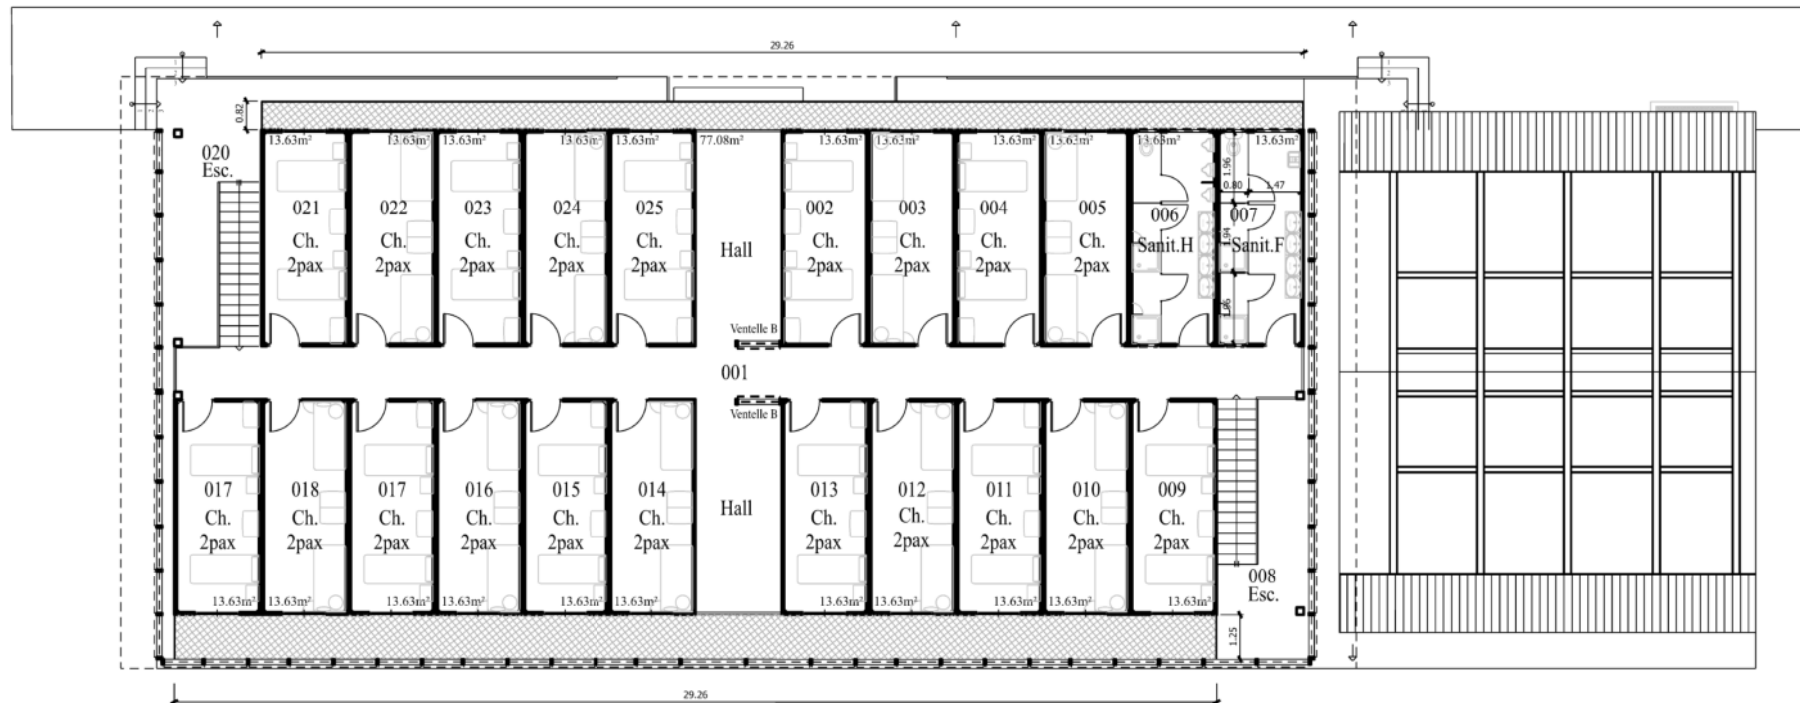 29.26
0.82
13.63m²
13.63m²
13.63m²
13.63m²
13.63m²
77.08m²
13.63m²
13.63m²
13.63m²
13.63m²
13.63m²
13.63m²
020
Esc.
1.96
0.80
1.47
021
Ch.
2pax
022
Ch.
2pax
023
Ch.
2pax
024
Ch.
2pax
025
Ch.
2pax
Hall
002
Ch.
2pax
003
Ch.
2pax
004
Ch.
2pax
005
Ch.
2pax
006
Sanit.H
007
Sanit.F
1.94
1.96
Ventelle B
001
Ventelle B
017
Ch.
2pax
018
Ch.
2pax
017
Ch.
2pax
016
Ch.
2pax
015
Ch.
2pax
014
Ch.
2pax
Hall
013
Ch.
2pax
012
Ch.
2pax
011
Ch.
2pax
010
Ch.
2pax
009
Ch.
2pax
008
Esc.
13.63m²
13.63m²
13.63m²
13.63m²
13.63m²
13.63m²
13.63m²
13.63m²
13.63m²
13.63m²
13.63m²
1.25
29.26